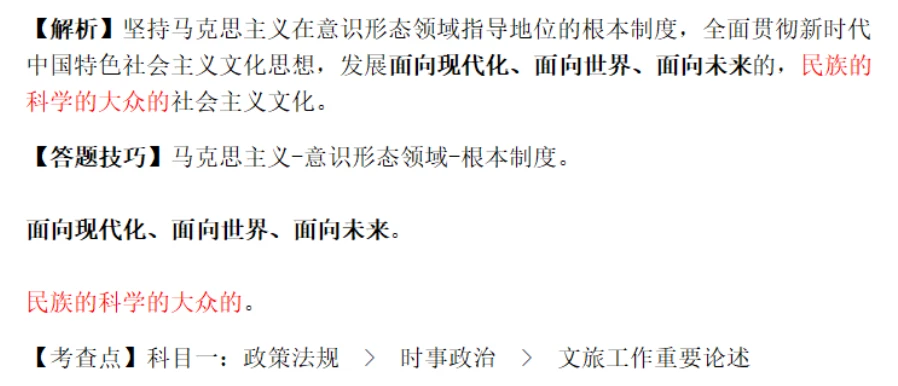 【解析】坚持马克思主义在意识形态领域指导地位的根本制度，全面贯彻新时代
中国特色社会主义文化思想，发展面向现代化、面向世界、面向未来的，民族的
科学的大众的社会主义文化。
【答题技巧】马克思主义-意识形态领域-根本制度。
面向现代化、面向世界、面向未来。
民族的科学的大众的。
【考查点】科目一：政策法规 > 时事政治 > 文旅工作重要论述